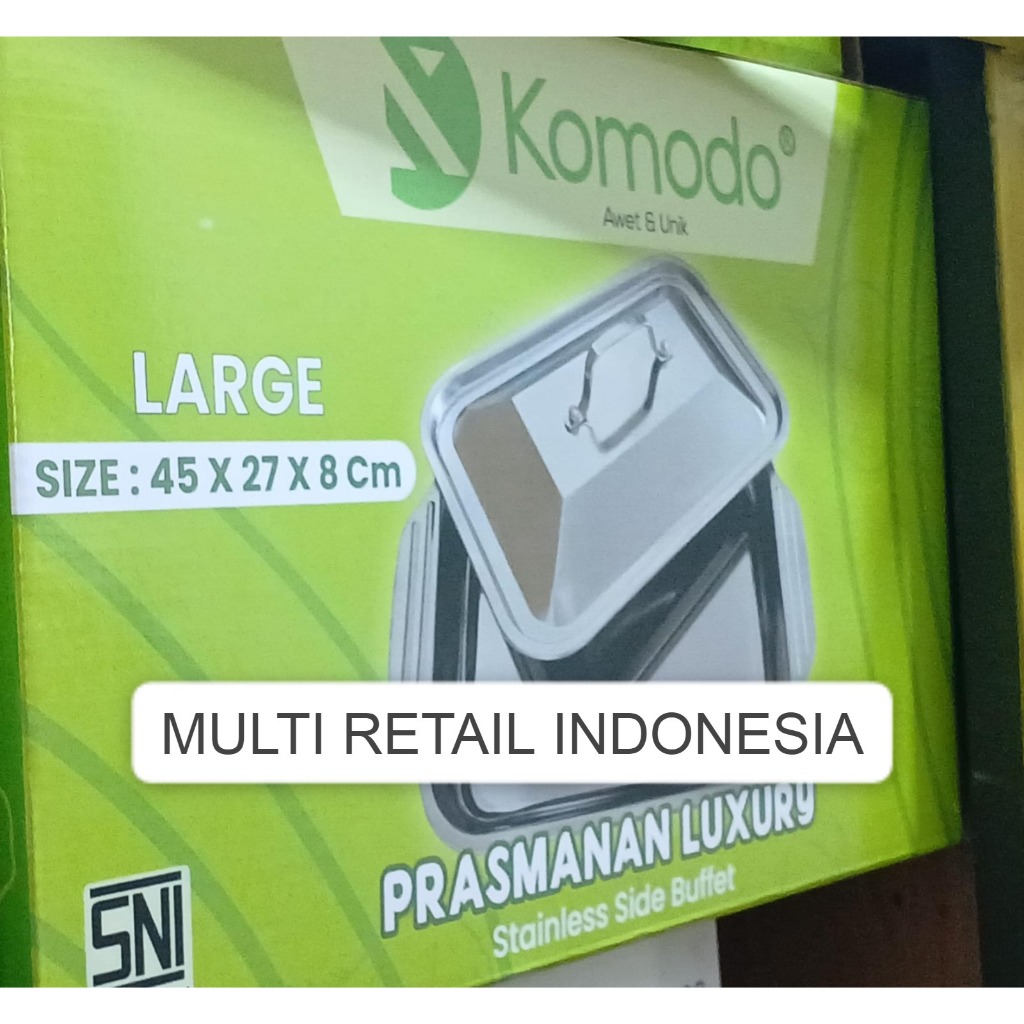 Komodo®
Awet & Unik
LARGE
SIZE : 45 X 27 X 8 Cm
MULTI RETAIL INDONESIA
PRASMANAN LUXURY
Stainless Side Buffet
SNI